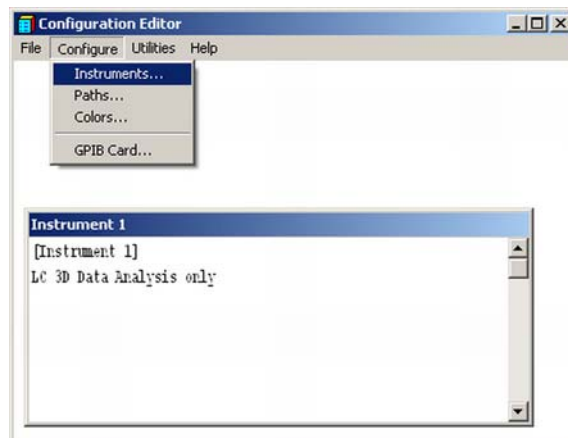 Configuration Editor
File Configure Utilities Help
Instruments...
Paths...
Colors...
GPIB Card...
Instrument 1
[Instrument 1]
LC 3D Data Analysis only